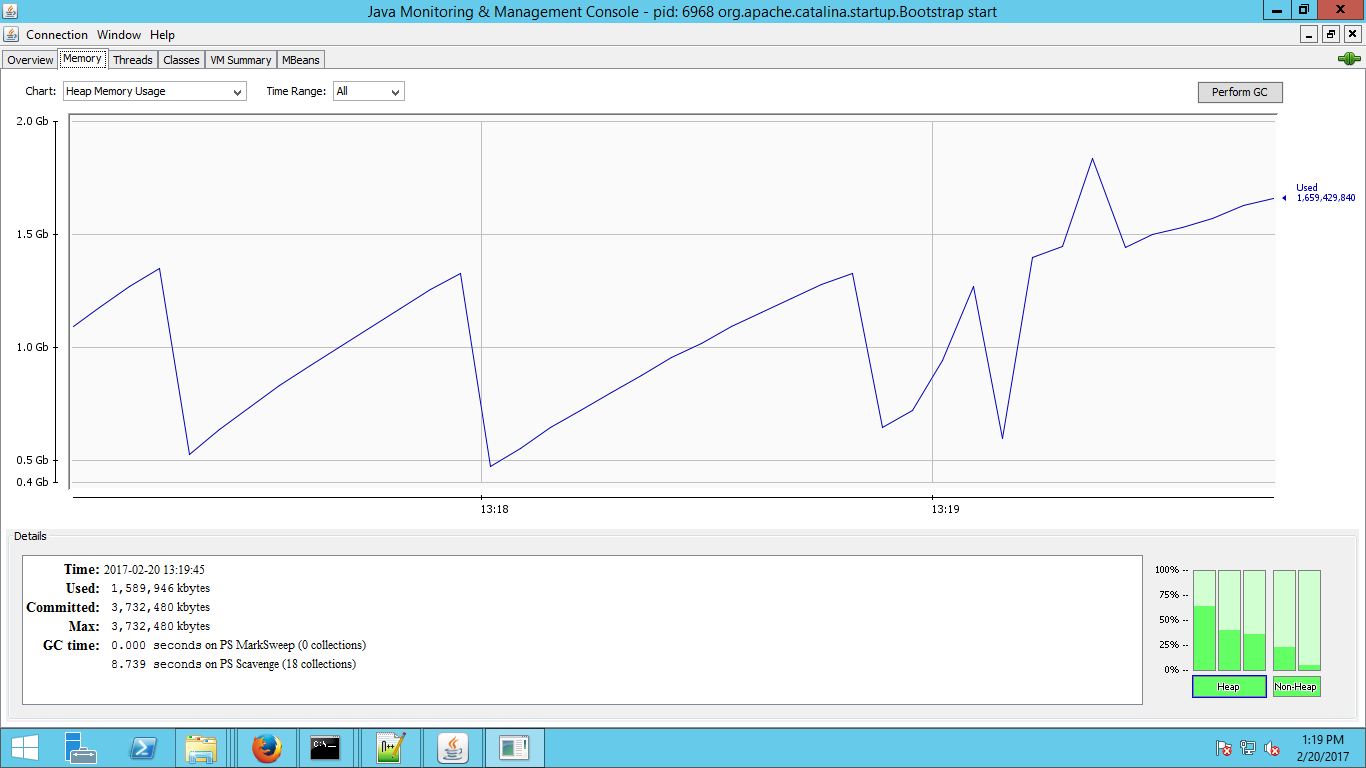 Java Monitoring & Management Console - pid: 6968 org.apache.catalina.startup.Bootstrap start
Connection Window Help
Overview Memory Threads Classes VM Summary MBeans
Chart: Heap Memory Usage Time Range: All Perform GC
2.0 Gb
Used
1,659,429,840
1.5 Gb
1.0 Gb
0.5 Gb
0.4 Gb
13:18 13:19
Details
Time: 2017-02-20 13:19:45
Used: 1,589,946 kbytes
Committed: 3,732,480 kbytes
Max: 3,732,480 kbytes
GC time: 0.000 seconds on PS MarkSweep (0 collections)
8.739 seconds on PS Scavenge (18 collections)
100% --
75% --
50% --
25% --
0% --
Heap Non-Heap
C:\_
N++
1:19 PM
2/20/2017